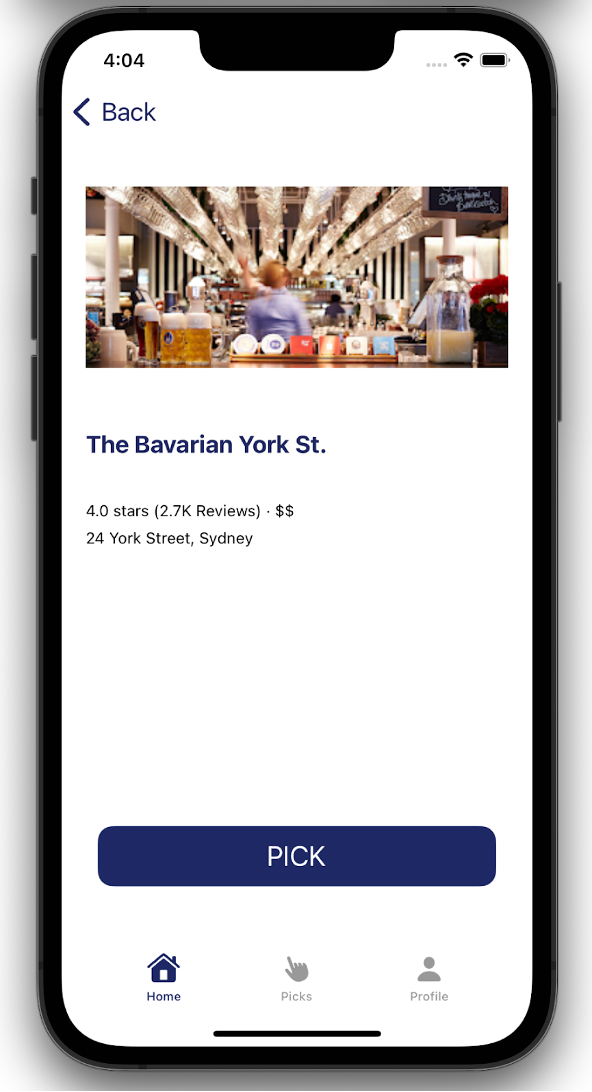 4:04
Back
The Bavarian York St.
4.0 stars (2.7K Reviews) · $$
24 York Street, Sydney
PICK
Home
Picks
Profile